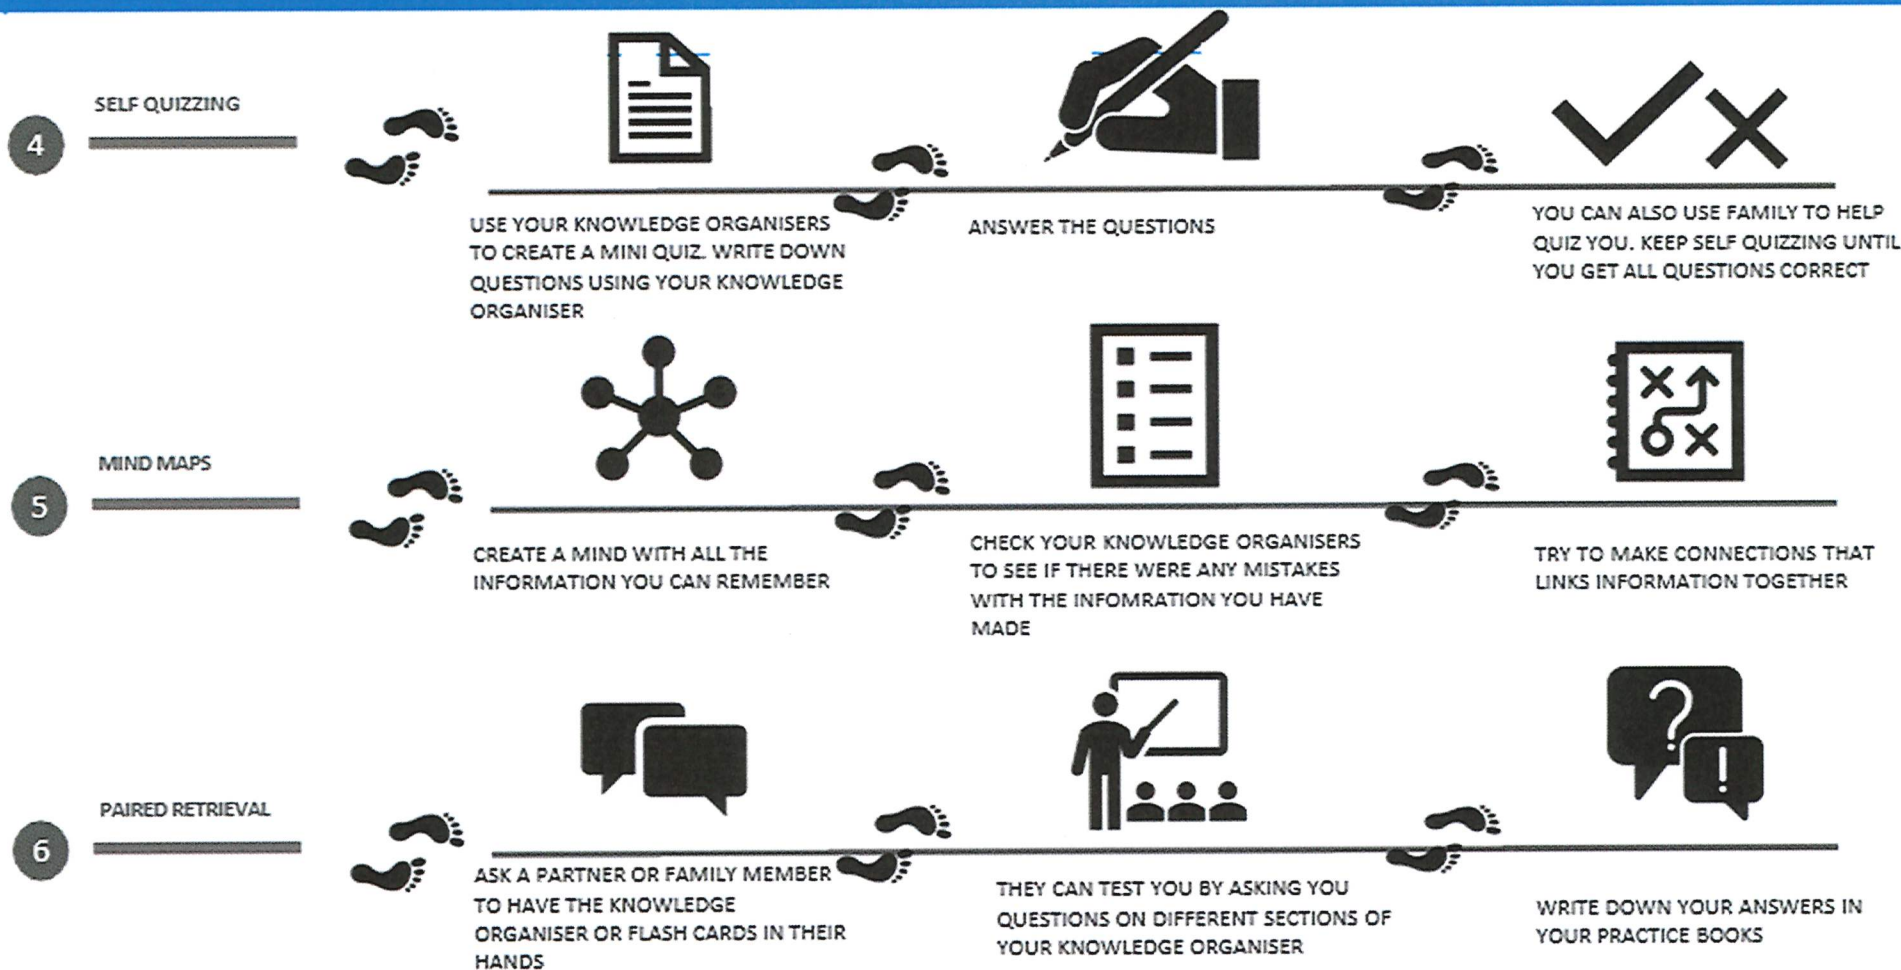 4
SELF QUIZZING
USE YOUR KNOWLEDGE ORGANISERS
TO CREATE A MINI QUIZ. WRITE DOWN
QUESTIONS USING YOUR KNOWLEDGE
ORGANISER
ANSWER THE QUESTIONS
YOU CAN ALSO USE FAMILY TO HELP
QUIZ YOU. KEEP SELF QUIZZING UNTIL
YOU GET ALL QUESTIONS CORRECT
5
MIND MAPS
CREATE A MIND WITH ALL THE
INFORMATION YOU CAN REMEMBER
CHECK YOUR KNOWLEDGE ORGANISERS
TO SEE IF THERE WERE ANY MISTAKES
WITH THE INFOMRATION YOU HAVE
MADE
TRY TO MAKE CONNECTIONS THAT
LINKS INFORMATION TOGETHER
6
PAIRED RETRIEVAL
ASK A PARTNER OR FAMILY MEMBER
TO HAVE THE KNOWLEDGE
ORGANISER OR FLASH CARDS IN THEIR
HANDS
THEY CAN TEST YOU BY ASKING YOU
QUESTIONS ON DIFFERENT SECTIONS OF
YOUR KNOWLEDGE ORGANISER
?
!
WRITE DOWN YOUR ANSWERS IN
YOUR PRACTICE BOOKS